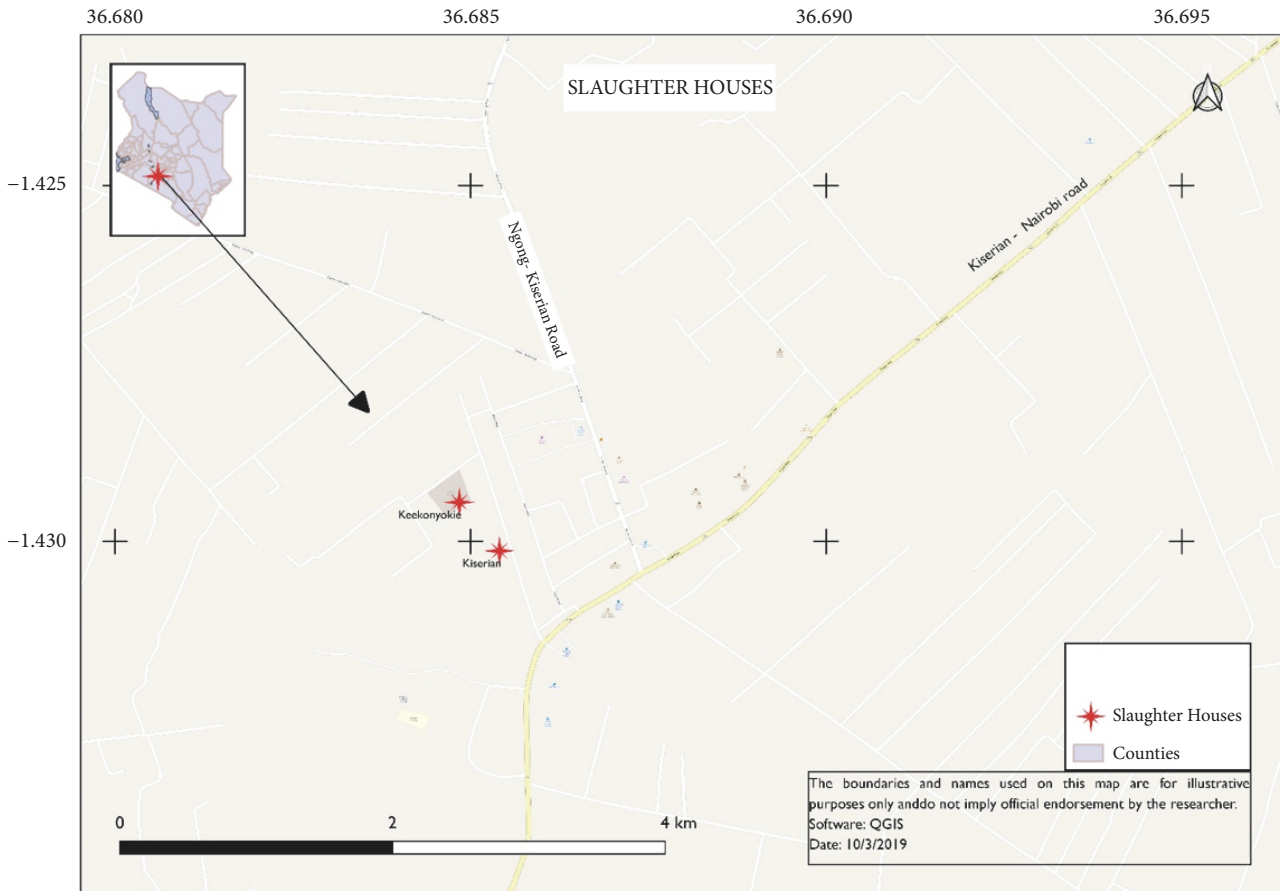 36.680
36.685
36.690
36.695
SLAUGHTER HOUSES
−1.425
Kiserian - Nairobi road
Ngong- Kiserian Road
Keekonyokie
−1.430
Kiserian
Slaughter Houses
Counties
The boundaries and names used on this map are for illustrative
purposes only anddo not imply official endorsement by the researcher.
Software: QGIS
Date: 10/3/2019
0
2
4 km